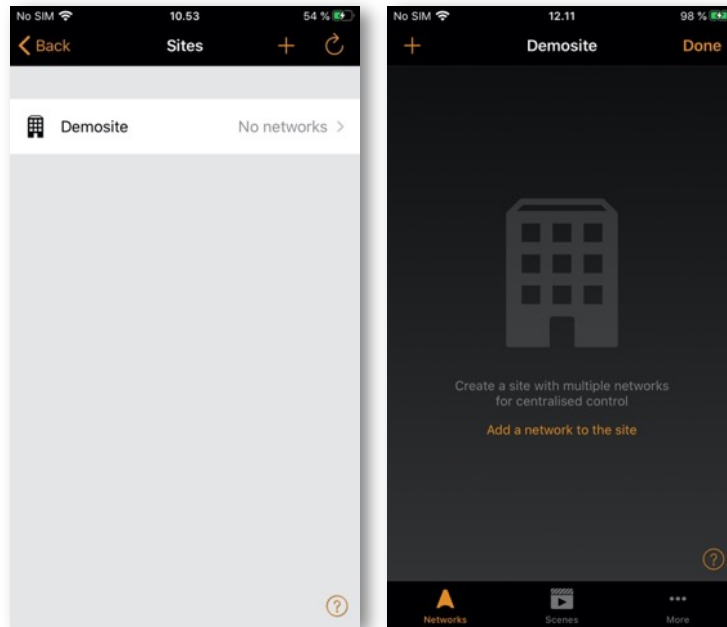 No SIM 10.53 54 %
Back Sites +
Demosite No networks >
?
No SIM 12.11 98 %
+ Demosite Done
Create a site with multiple networks
for centralised control
Add a network to the site
?
Networks Scenes More